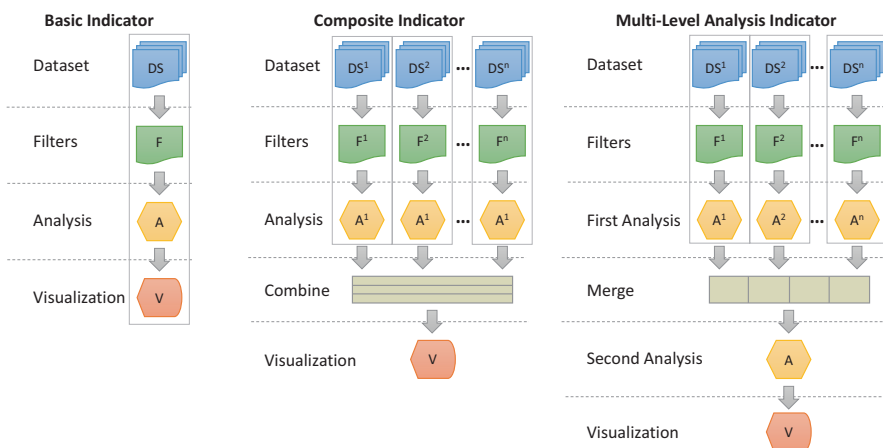 Basic Indicator
Dataset
DS
Filters
F
Analysis
A
Visualization
V
Composite Indicator
Dataset
DS¹ DS² ... DSⁿ
Filters
F¹ F² ... Fⁿ
Analysis
A¹ A¹ ... A¹
Combine
Visualization
V
Multi-Level Analysis Indicator
Dataset
DS¹ DS² ... DSⁿ
Filters
F¹ F² ... Fⁿ
First Analysis
A¹ A² ... Aⁿ
Merge
Second Analysis
A
Visualization
V